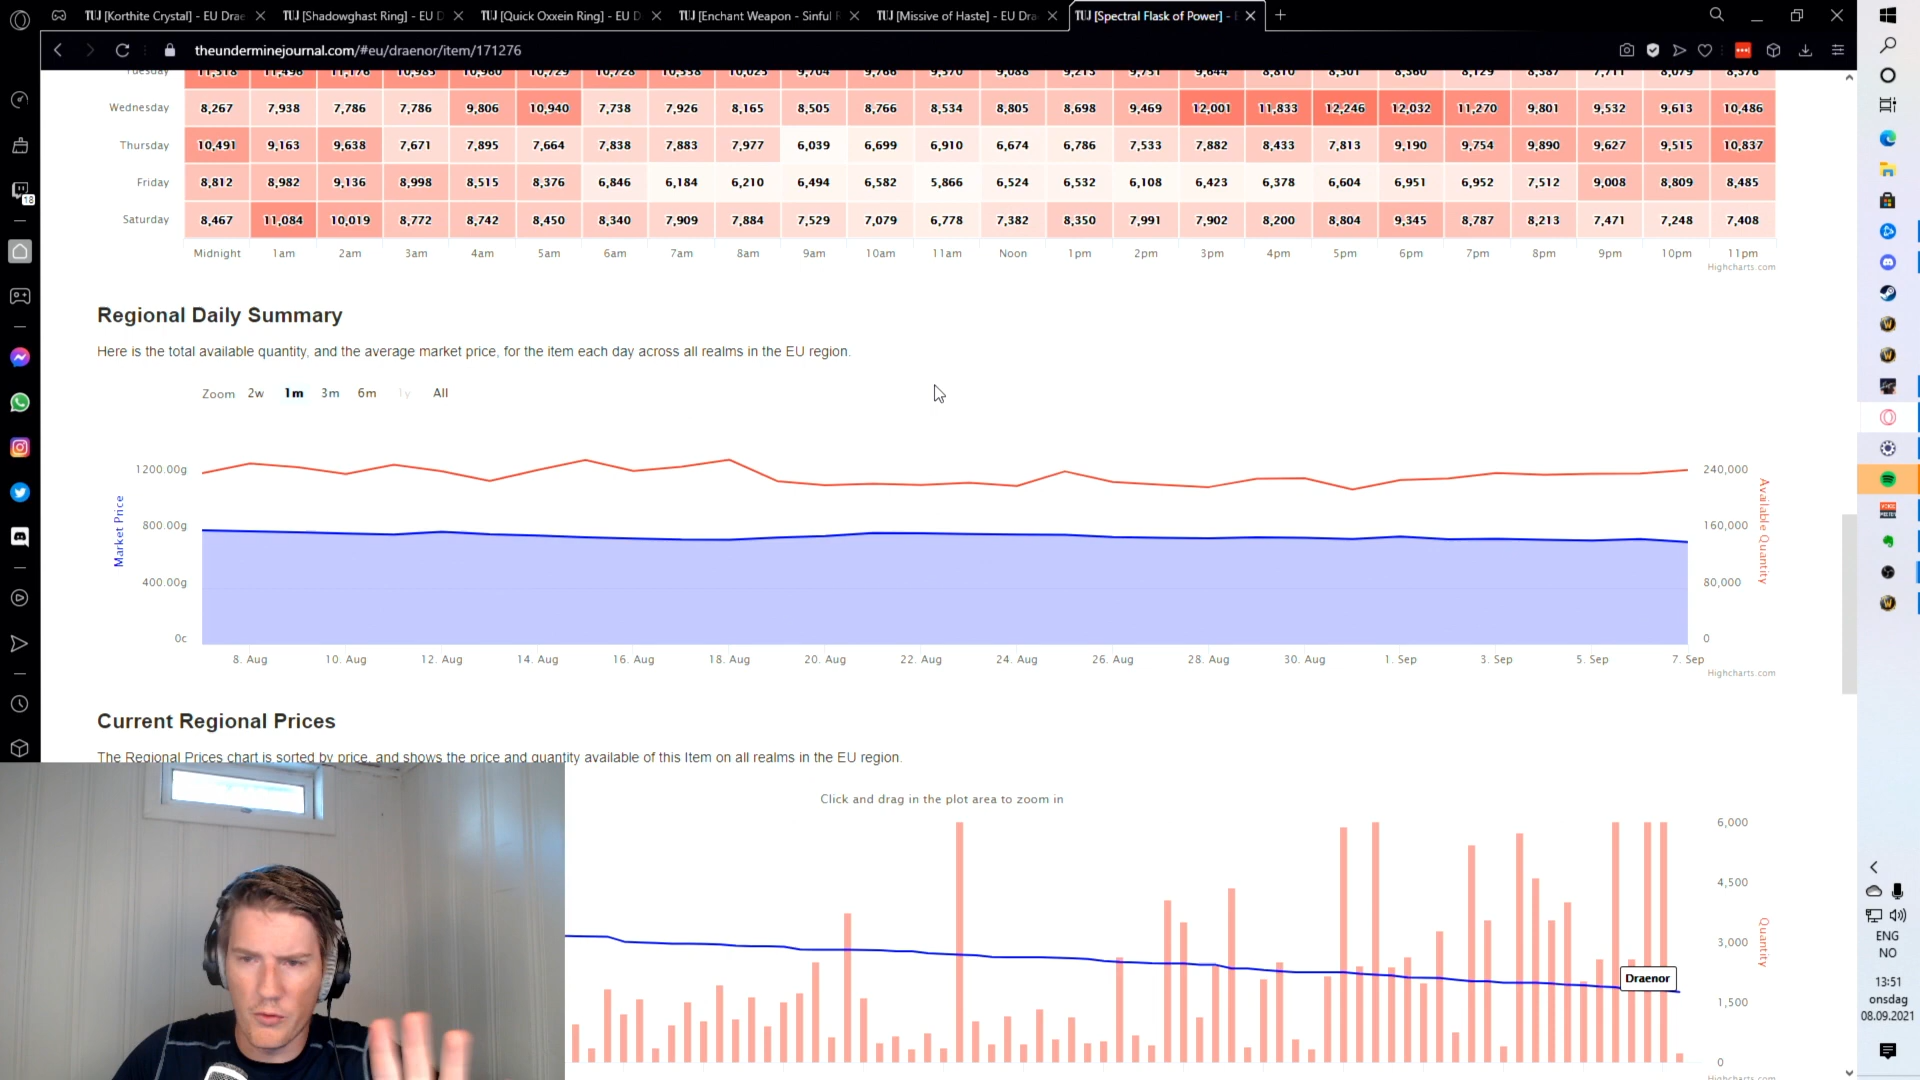 TUJ [Korthite Crystal] - EU Drae
TUJ [Shadowghast Ring] - EU D
TUJ [Quick Oxxein Ring] - EU D
TUJ [Enchant Weapon - Sinful R
TUJ [Missive of Haste] - EU Dra
TUJ [Spectral Flask of Power] -
theunderminejournal.com/#eu/draenor/item/171276
Tuesday
Wednesday 8,267 7,938 7,786 7,786 9,806 10,940 7,738 7,926 8,165 8,505 8,766 8,534 8,805 8,698 9,469 12,001 11,833 12,246 12,032 11,270 9,801 9,532 9,613 10,486
Thursday 10,491 9,163 9,638 7,671 7,895 7,664 7,838 7,883 7,977 6,039 6,699 6,910 6,674 6,786 7,533 7,882 8,433 7,813 9,190 9,754 9,890 9,627 9,515 10,837
Friday 8,812 8,982 9,136 8,998 8,515 8,376 6,846 6,184 6,210 6,494 6,582 5,866 6,524 6,532 6,108 6,423 6,378 6,604 6,951 6,952 7,512 9,008 8,809 8,485
Saturday 8,467 11,084 10,019 8,772 8,742 8,450 8,340 7,909 7,884 7,529 7,079 6,778 7,382 8,350 7,991 7,902 8,200 8,804 9,345 8,787 8,213 7,471 7,248 7,408
Midnight 1am 2am 3am 4am 5am 6am 7am 8am 9am 10am 11am Noon 1pm 2pm 3pm 4pm 5pm 6pm 7pm 8pm 9pm 10pm 11pm
Highcharts.com
Regional Daily Summary
Here is the total available quantity, and the average market price, for the item each day across all realms in the EU region.
Zoom 2w 1m 3m 6m 1y All
1200.00g 240,000
800.00g 160,000
400.00g 80,000
0c 0
Market Price
Available Quantity
8. Aug 10. Aug 12. Aug 14. Aug 16. Aug 18. Aug 20. Aug 22. Aug 24. Aug 26. Aug 28. Aug 30. Aug 1. Sep 3. Sep 5. Sep 7. Sep
Highcharts.com
Current Regional Prices
The Regional Prices chart is sorted by price, and shows the price and quantity available of this Item on all realms in the EU region.
Click and drag in the plot area to zoom in
6,000
4,500
3,000
1,500
0
Quantity
Draenor
Highcharts.com
18
ENG
NO
13:51
onsdag
08.09.2021